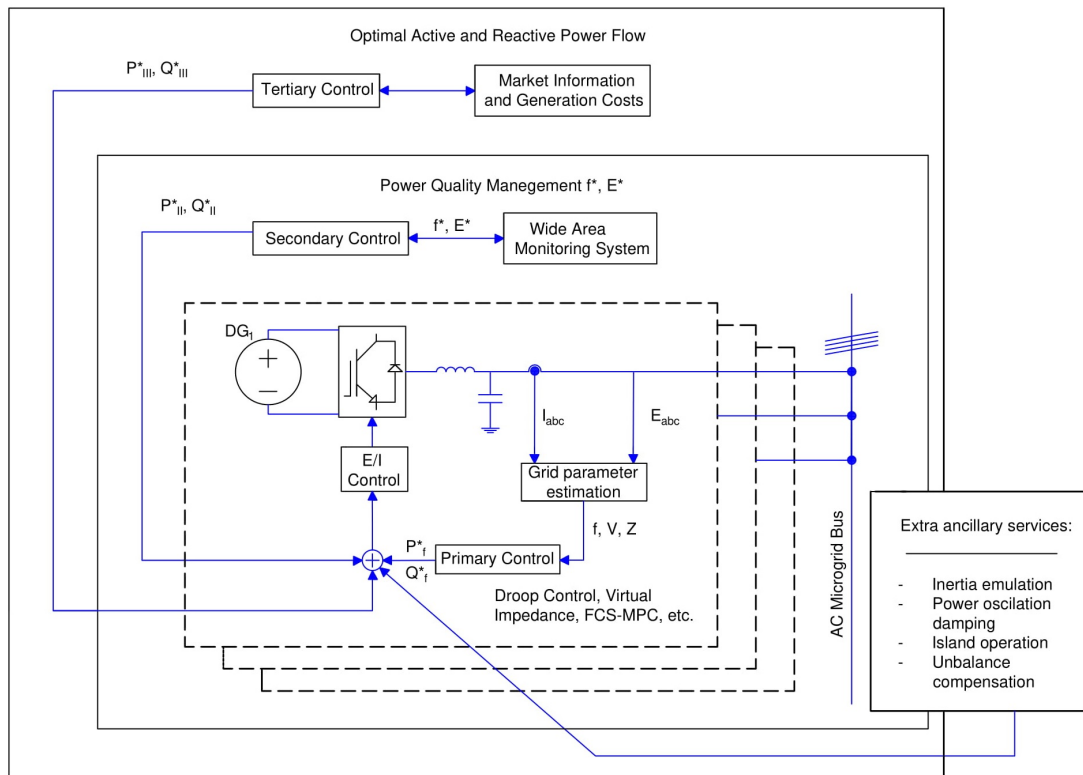 Optimal Active and Reactive Power Flow
P*III, Q*III
Tertiary Control
Market Information
and Generation Costs
Power Quality Manegement f*, E*
P*II, Q*II
Secondary Control
f*, E*
Wide Area
Monitoring System
DG1
Iabc
Eabc
E/I
Control
Grid parameter
estimation
f, V, Z
P*f
Q*f
Primary Control
Droop Control, Virtual
Impedance, FCS-MPC, etc.
AC Microgrid Bus
Extra ancillary services:
- Inertia emulation
- Power oscilation
damping
- Island operation
- Unbalance
compensation